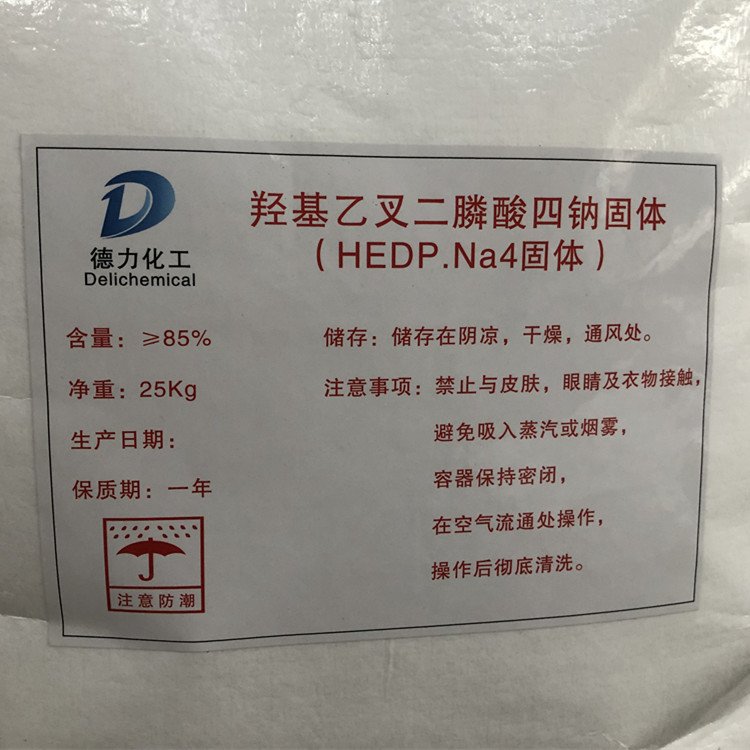 德力化工
Delichemical
羟基乙叉二膦酸四钠固体
（HEDP.Na4固体）
含量：≥85%
净重：25Kg
生产日期：
保质期：一年
注意防潮
储存：储存在阴凉，干燥，通风处。
注意事项：禁止与皮肤，眼睛及衣物接触，
避免吸入蒸汽或烟雾，
容器保持密闭，
在空气流通处操作，
操作后彻底清洗。